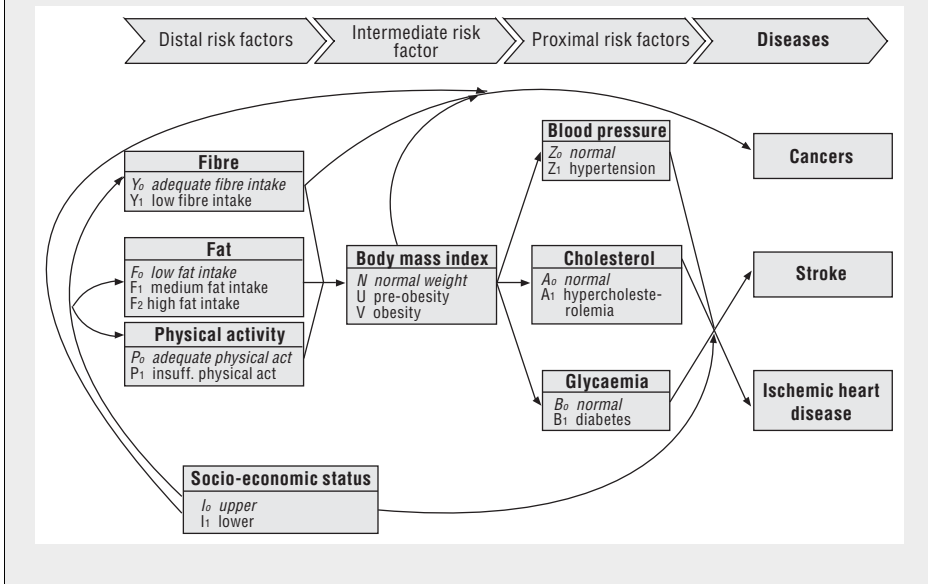 Distal risk factors
Intermediate risk
factor
Proximal risk factors
Diseases
Fibre
Y₀ adequate fibre intake
Y₁ low fibre intake
Fat
F₀ low fat intake
F₁ medium fat intake
F₂ high fat intake
Physical activity
P₀ adequate physical act
P₁ insuff. physical act
Body mass index
N normal weight
U pre-obesity
V obesity
Blood pressure
Z₀ normal
Z₁ hypertension
Cholesterol
A₀ normal
A₁ hypercholeste-
rolemia
Glycaemia
B₀ normal
B₁ diabetes
Cancers
Stroke
Ischemic heart
disease
Socio-economic status
I₀ upper
I₁ lower